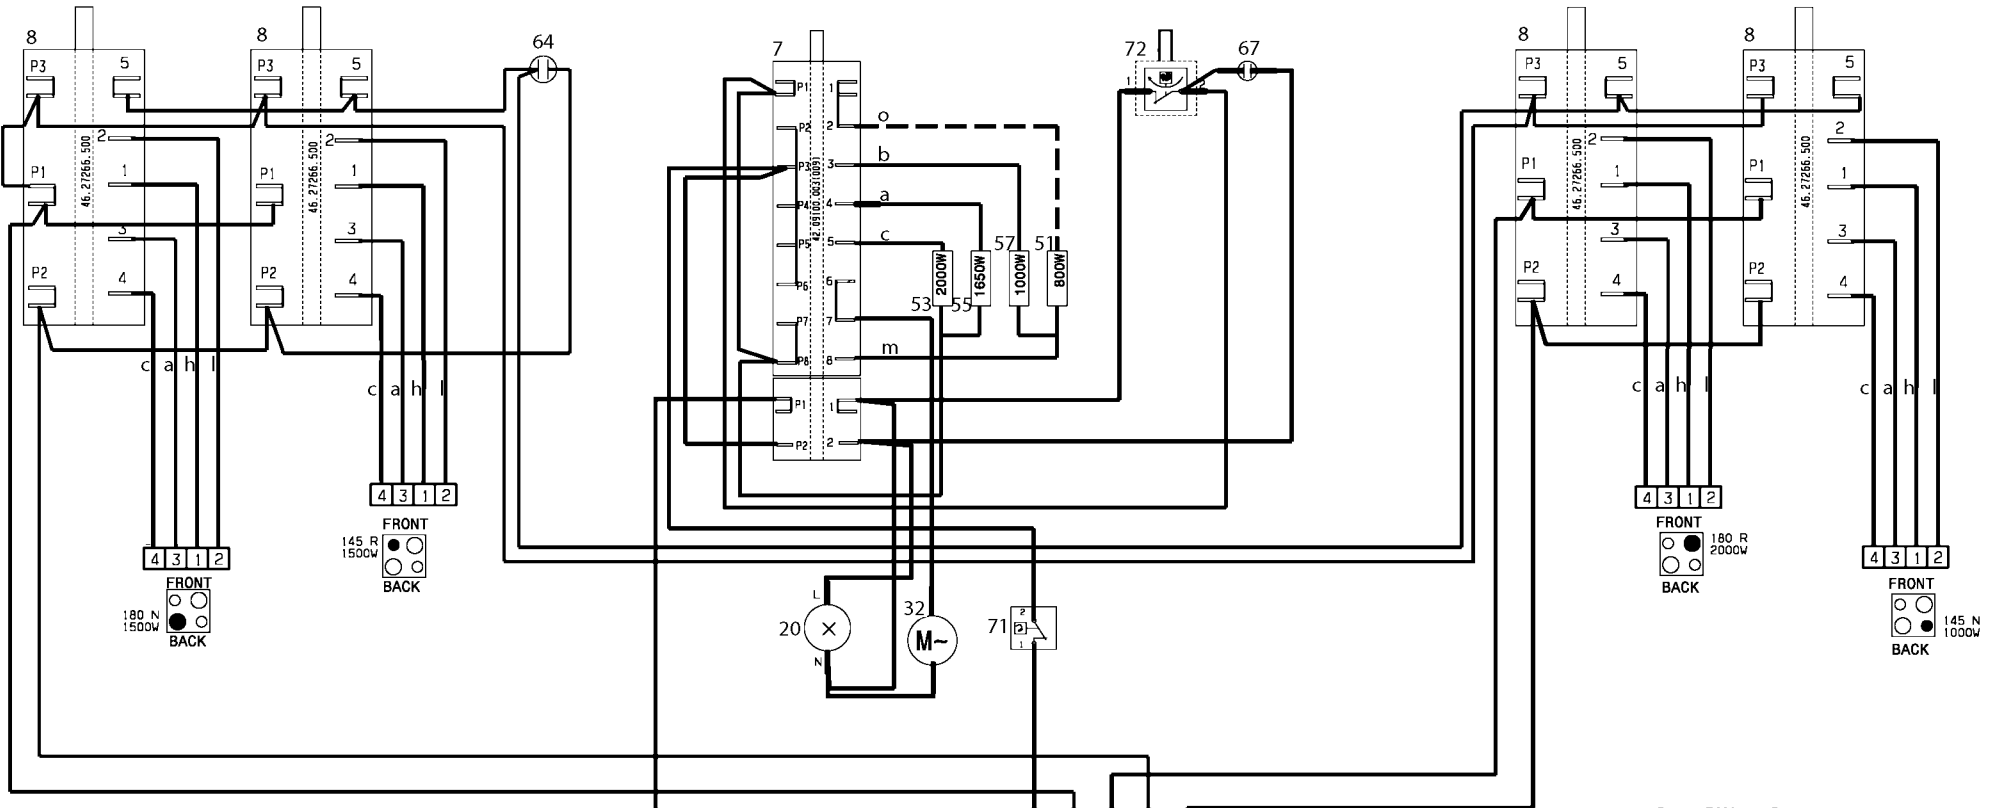 8
P3
5
2
P1
1
3
P2
4
46.27266.500
c a h l
4 3 1 2
FRONT
180 N
1500W
BACK
8
P3
5
2
P1
1
3
P2
4
46.27266.500
c a h l
4 3 1 2
FRONT
145 R
1500W
BACK
64
7
P1 1
P2 2
P3 3
P4 4
P5 5
P6 6
P7 7
P8 8
P1 1
P2 2
o
b
a
c
m
53
2000W
55
1650W
57
1000W
51
800W
72
1
67
L
20
N
32
M~
71
2
1
8
P3
5
2
P1
1
3
P2
4
46.27266.500
c a h l
4 3 1 2
FRONT
180 R
2000W
BACK
8
P3
5
2
P1
1
3
P2
4
46.27266.500
c a h l
4 3 1 2
FRONT
145 N
1000W
BACK